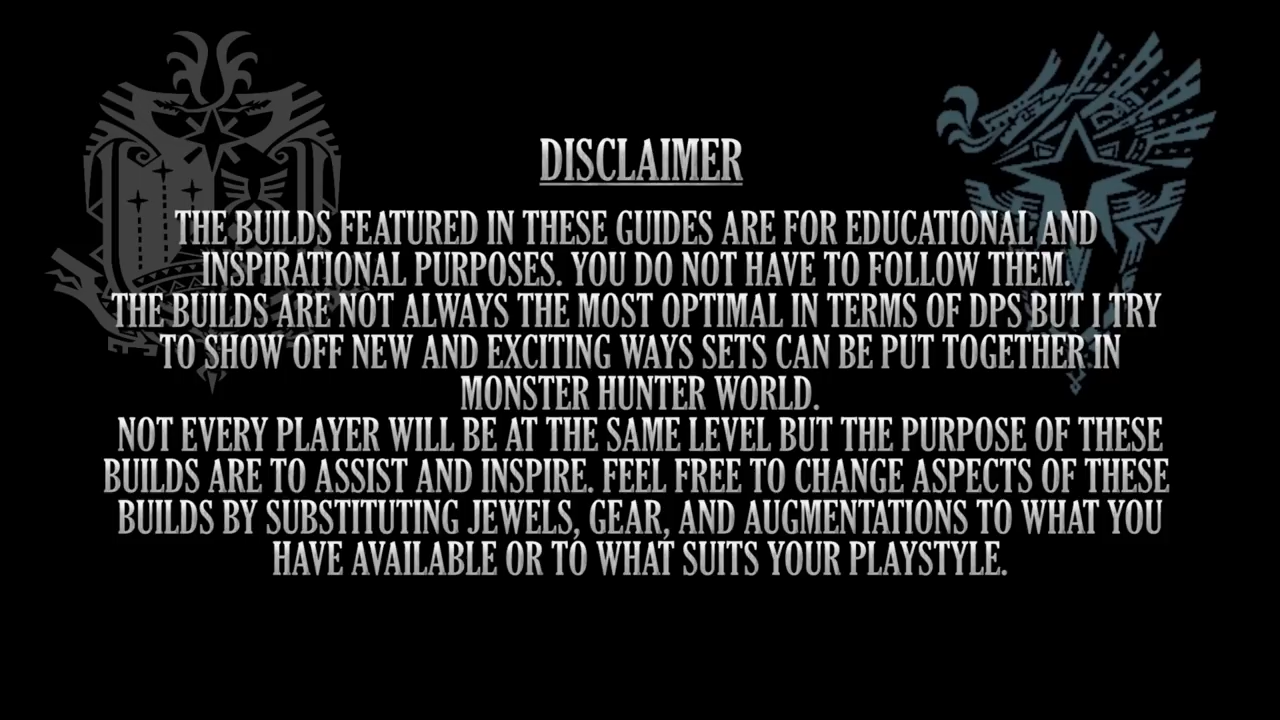 DISCLAIMER
THE BUILDS FEATURED IN THESE GUIDES ARE FOR EDUCATIONAL AND
INSPIRATIONAL PURPOSES. YOU DO NOT HAVE TO FOLLOW THEM.
THE BUILDS ARE NOT ALWAYS THE MOST OPTIMAL IN TERMS OF DPS BUT I TRY
TO SHOW OFF NEW AND EXCITING WAYS SETS CAN BE PUT TOGETHER IN
MONSTER HUNTER WORLD.
NOT EVERY PLAYER WILL BE AT THE SAME LEVEL BUT THE PURPOSE OF THESE
BUILDS ARE TO ASSIST AND INSPIRE. FEEL FREE TO CHANGE ASPECTS OF THESE
BUILDS BY SUBSTITUTING JEWELS, GEAR, AND AUGMENTATIONS TO WHAT YOU
HAVE AVAILABLE OR TO WHAT SUITS YOUR PLAYSTYLE.